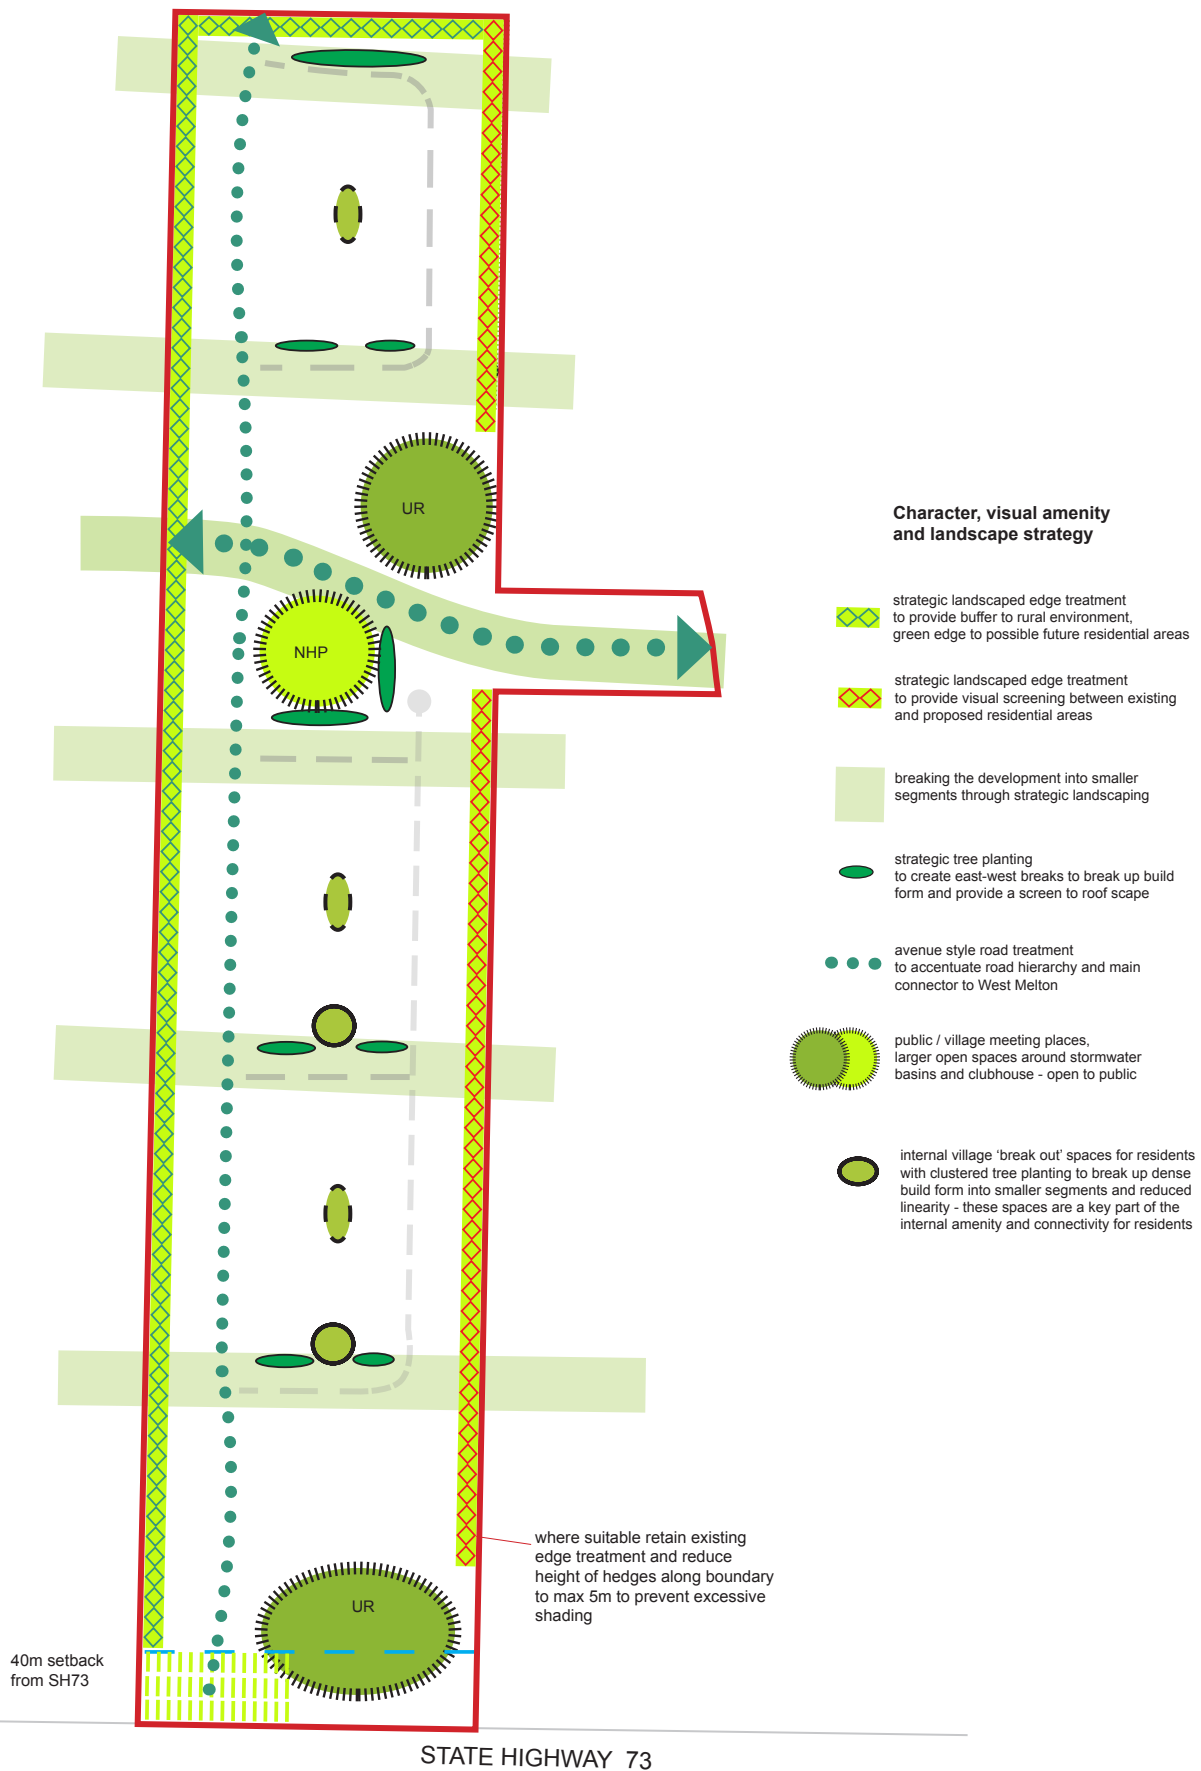 UR
NHP
UR
40m setback
from SH73
where suitable retain existing
edge treatment and reduce
height of hedges along boundary
to max 5m to prevent excessive
shading
STATE HIGHWAY 73
Character, visual amenity
and landscape strategy
strategic landscaped edge treatment
to provide buffer to rural environment,
green edge to possible future residential areas
strategic landscaped edge treatment
to provide visual screening between existing
and proposed residential areas
breaking the development into smaller
segments through strategic landscaping
strategic tree planting
to create east-west breaks to break up build
form and provide a screen to roof scape
avenue style road treatment
to accentuate road hierarchy and main
connector to West Melton
public / village meeting places,
larger open spaces around stormwater
basins and clubhouse - open to public
internal village ‘break out’ spaces for residents
with clustered tree planting to break up dense
build form into smaller segments and reduced
linearity - these spaces are a key part of the
internal amenity and connectivity for residents